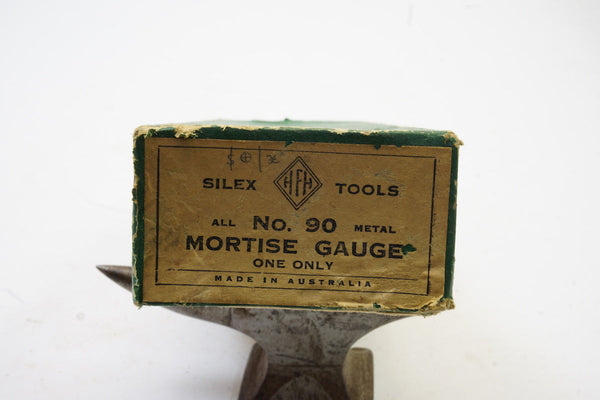 SILEX HFH TOOLS
ALL No. 90 METAL
MORTISE GAUGE
ONE ONLY
MADE IN AUSTRALIA